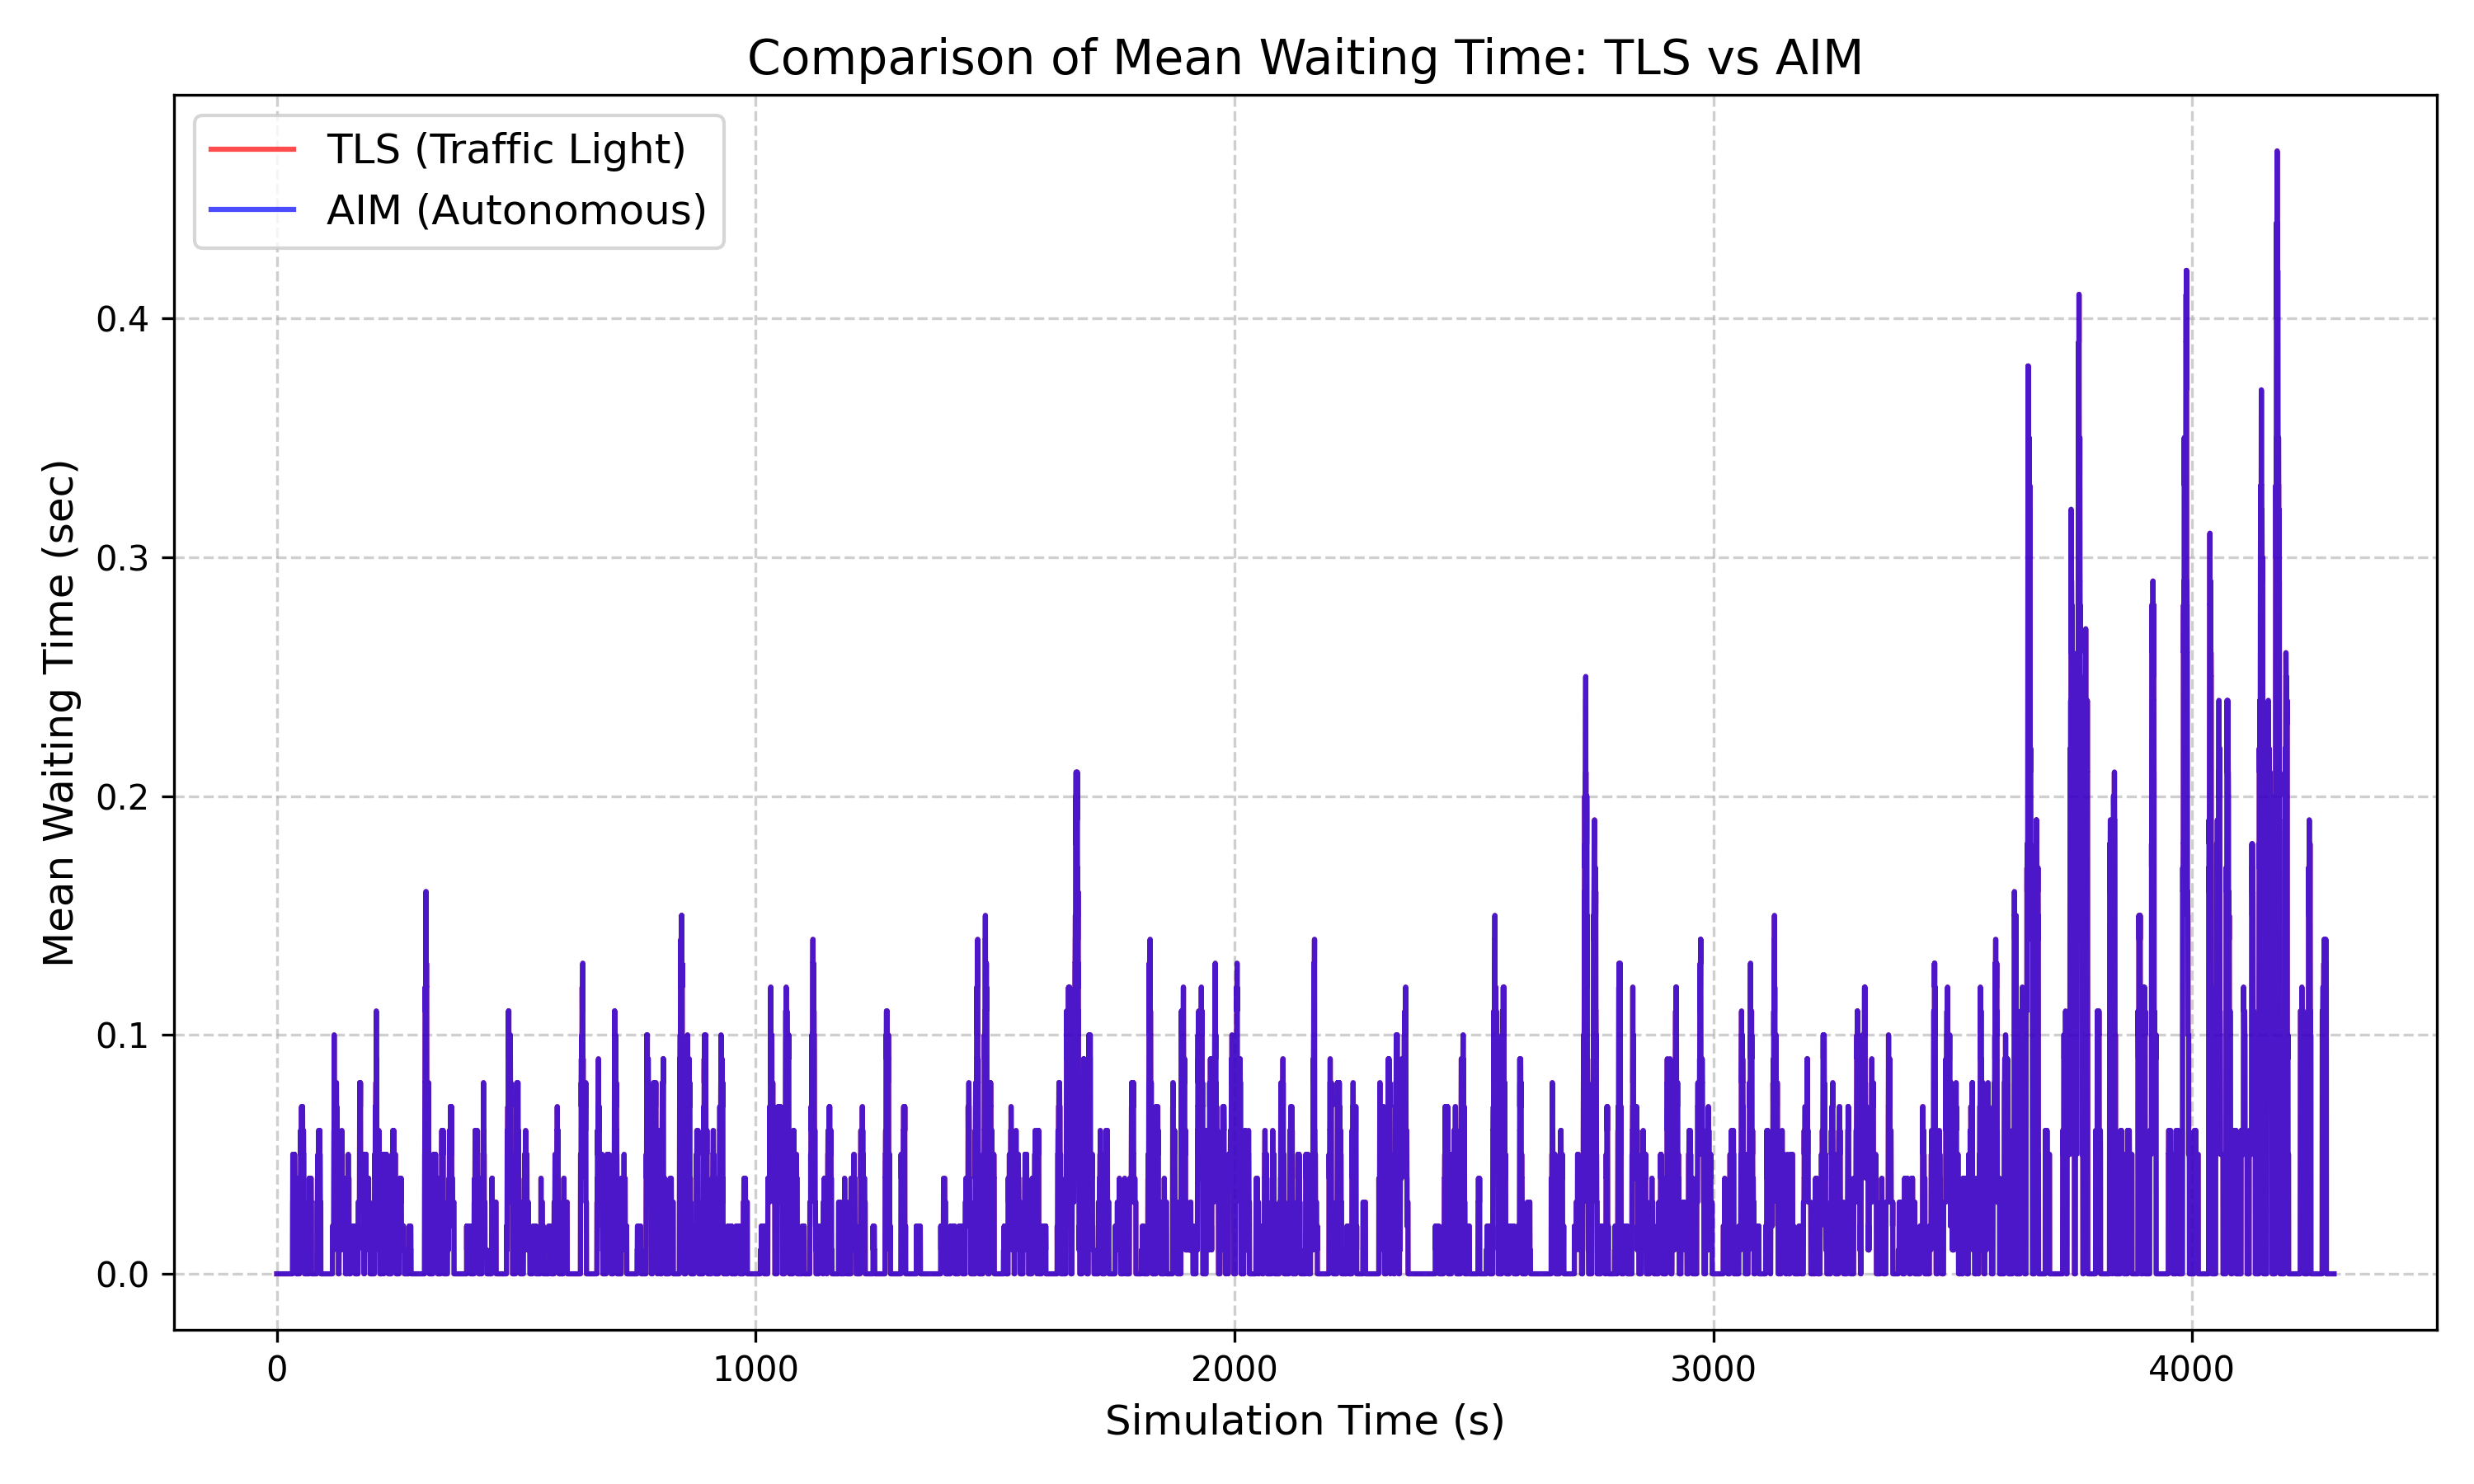 Comparison of Mean Waiting Time: TLS vs AIM
TLS (Traffic Light)
AIM (Autonomous)
Mean Waiting Time (sec)
0.4
0.3
0.2
0.1
0.0
0
1000
2000
3000
4000
Simulation Time (s)